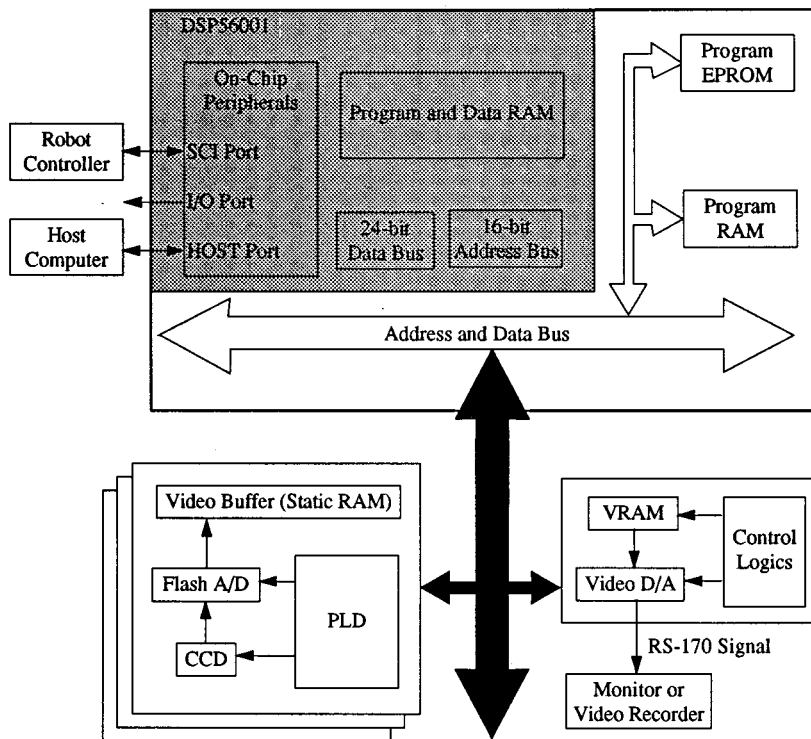 DSP56001
On-Chip
Peripherals
SCI Port
I/O Port
HOST Port
Program and Data RAM
24-bit
Data Bus
16-bit
Address Bus
Program
EPROM
Program
RAM
Robot
Controller
Host
Computer
Address and Data Bus
Video Buffer (Static RAM)
Flash A/D
CCD
PLD
VRAM
Video D/A
Control
Logics
RS-170 Signal
Monitor or
Video Recorder